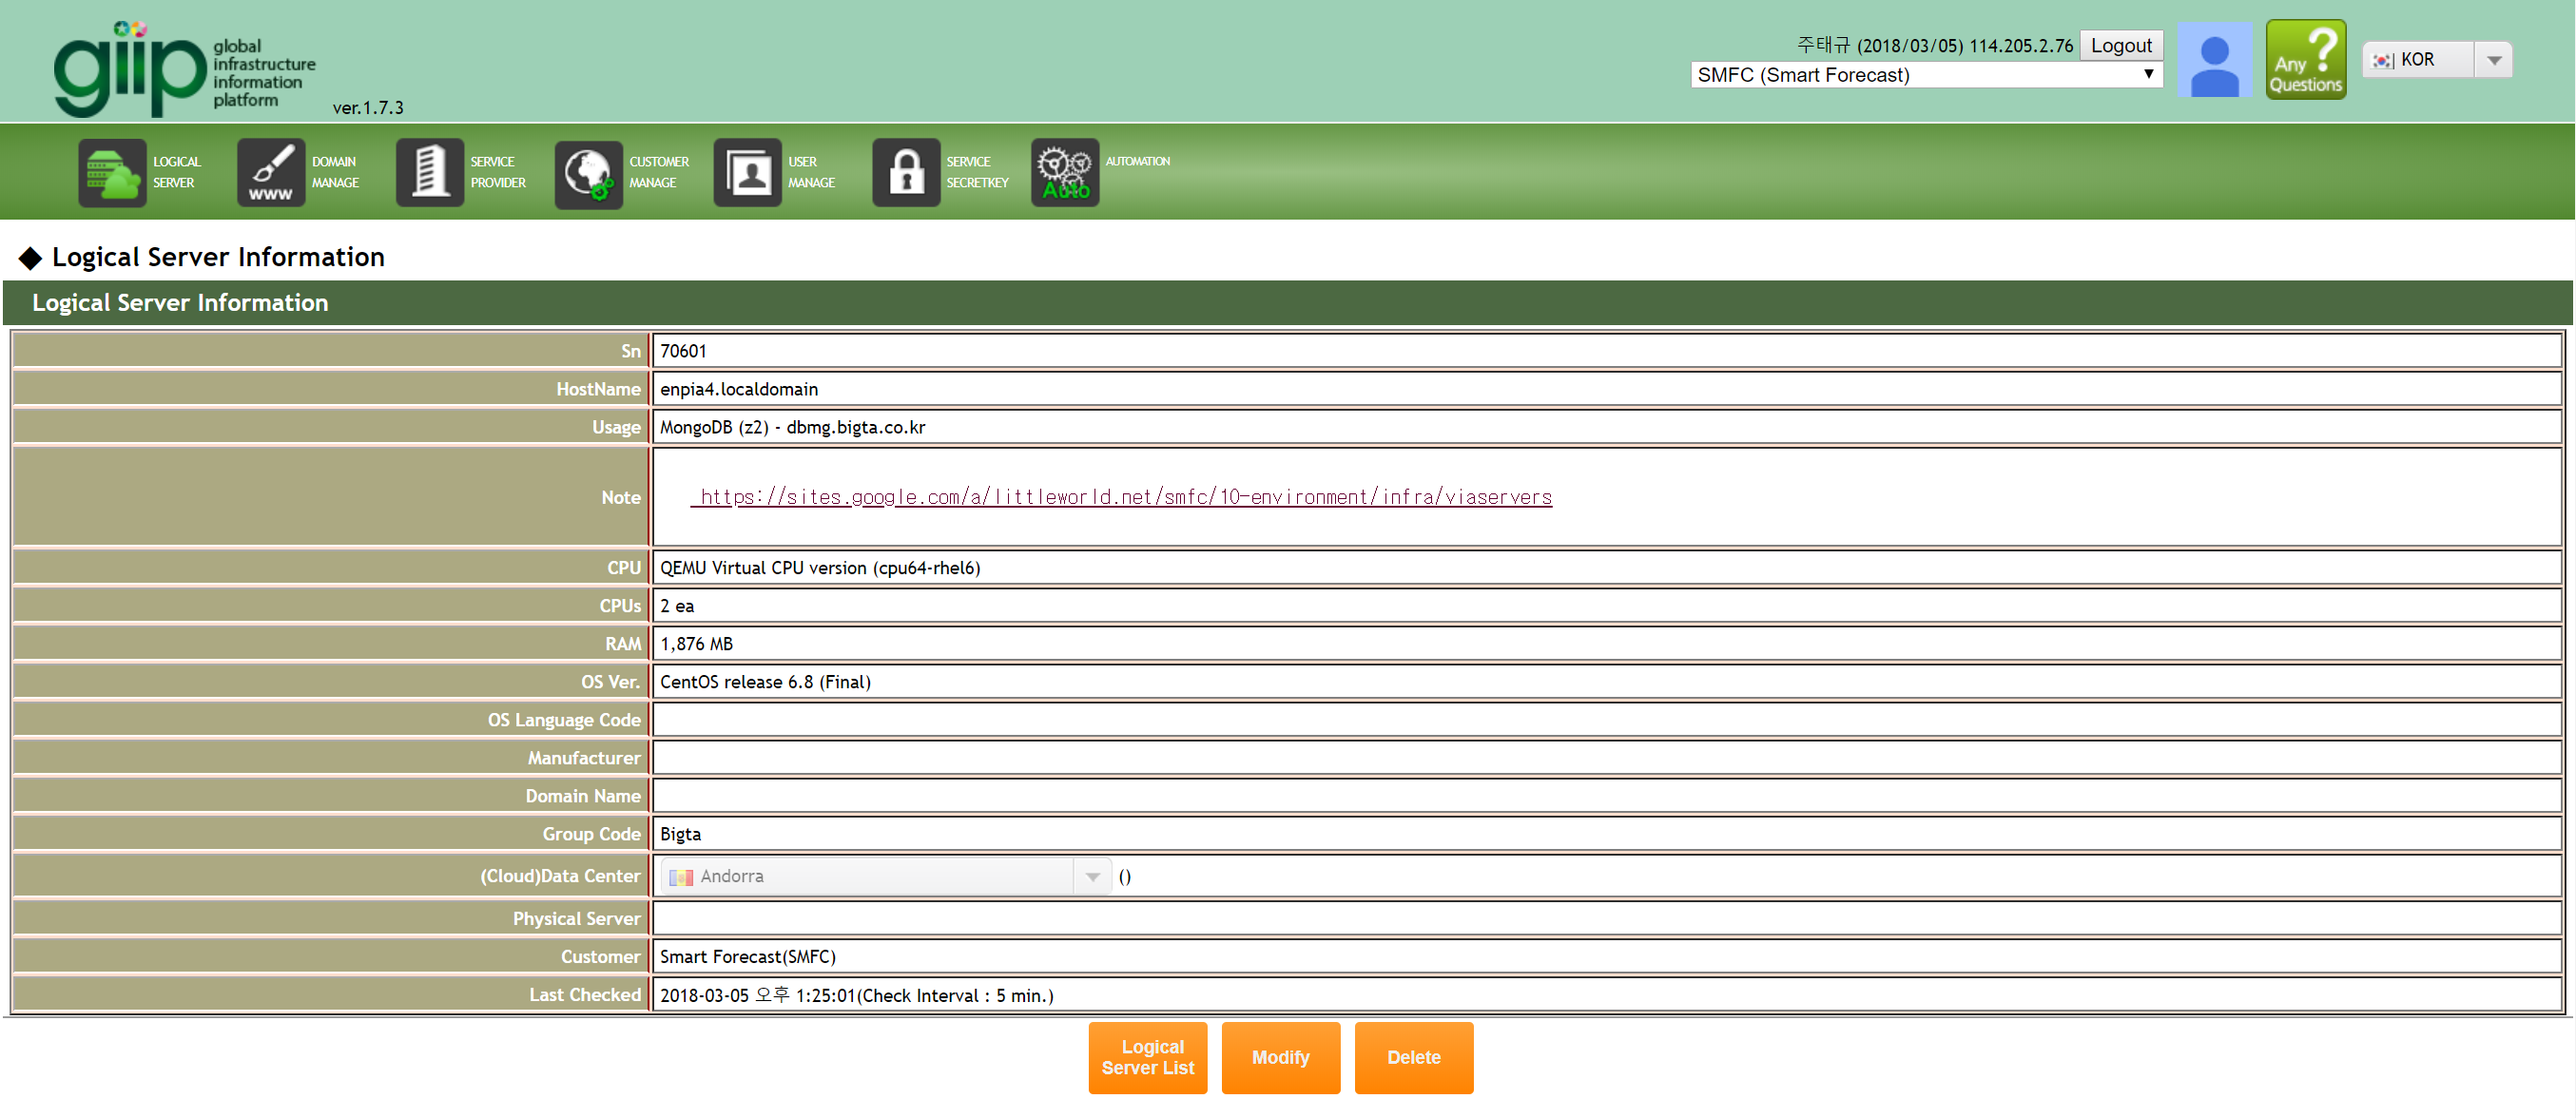 giip global infrastructure information platform
ver.1.7.3
주태규 (2018/03/05) 114.205.2.76 Logout
SMFC (Smart Forecast)
Any Questions ?
KOR
LOGICAL SERVER
WWW
DOMAIN MANAGE
SERVICE PROVIDER
CUSTOMER MANAGE
USER MANAGE
SERVICE SECRETKEY
Auto
AUTOMATION
◆ Logical Server Information
Logical Server Information
Sn 70601
HostName enpia4.localdomain
Usage MongoDB (z2) - dbmg.bigta.co.kr
Note https://sites.google.com/a/littleworld.net/smfc/10-environment/infra/viaservers
CPU QEMU Virtual CPU version (cpu64-rhel6)
CPUs 2 ea
RAM 1,876 MB
OS Ver. CentOS release 6.8 (Final)
OS Language Code
Manufacturer
Domain Name
Group Code Bigta
(Cloud)Data Center Andorra ()
Physical Server
Customer Smart Forecast(SMFC)
Last Checked 2018-03-05 오후 1:25:01(Check Interval : 5 min.)
Logical Server List
Modify
Delete